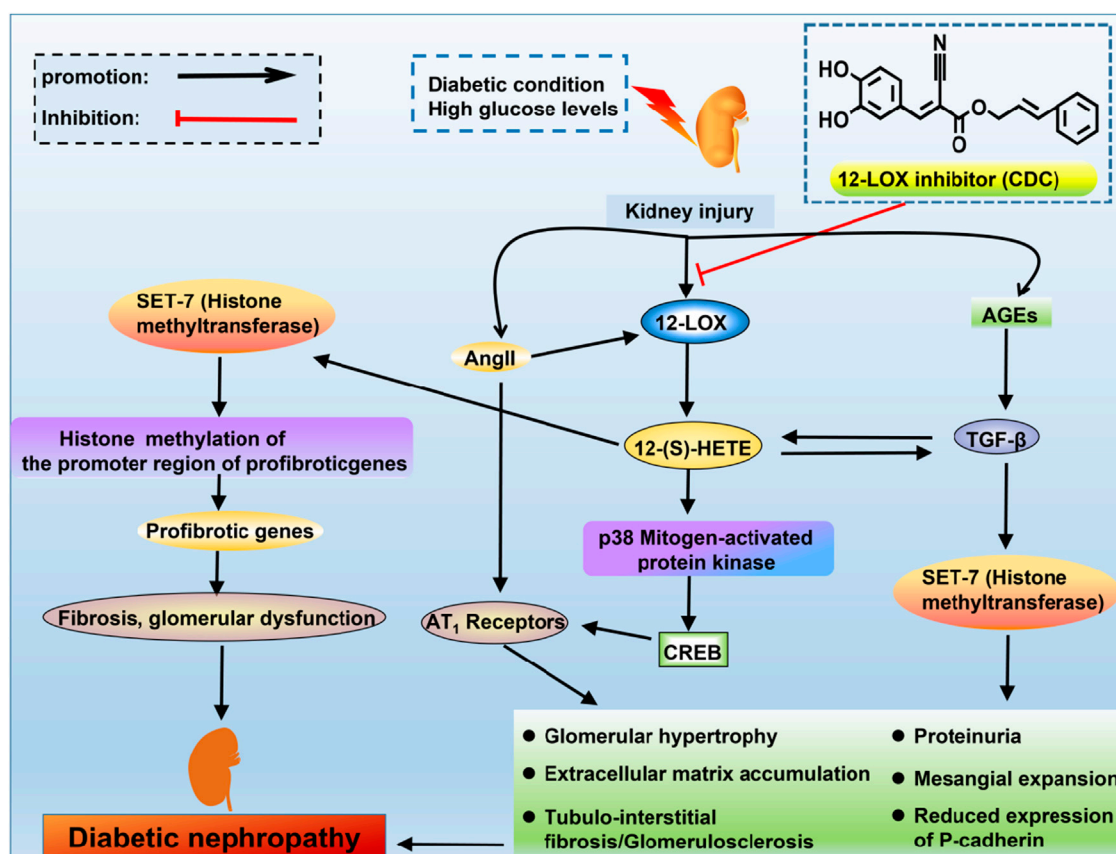 promotion:
Inhibition:
Diabetic condition
High glucose levels
N
HO
HO
O
O
12-LOX inhibitor (CDC)
Kidney injury
SET-7 (Histone
methyltransferase)
12-LOX
AGEs
AngII
Histone methylation of
the promoter region of profibroticgenes
12-(S)-HETE
TGF-β
Profibrotic genes
p38 Mitogen-activated
protein kinase
SET-7 (Histone
methyltransferase)
Fibrosis, glomerular dysfunction
AT₁ Receptors
CREB
● Glomerular hypertrophy
● Extracellular matrix accumulation
● Tubulo-interstitial
fibrosis/Glomerulosclerosis
● Proteinuria
● Mesangial expansion
● Reduced expression
of P-cadherin
Diabetic nephropathy